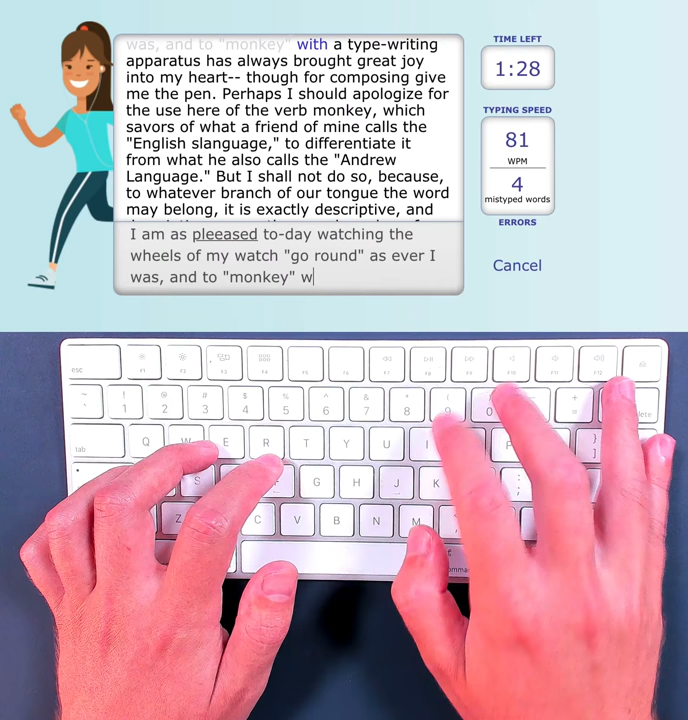 was, and to "monkey" with a type-writing
apparatus has always brought great joy
into my heart-- though for composing give
me the pen. Perhaps I should apologize for
the use here of the verb monkey, which
savors of what a friend of mine calls the
"English slanguage," to differentiate it
from what he also calls the "Andrew
Language." But I shall not do so, because,
to whatever branch of our tongue the word
may belong, it is exactly descriptive, and
I am as pleeased to-day watching the
wheels of my watch "go round" as ever I
was, and to "monkey" w
TIME LEFT
1:28
TYPING SPEED
81
WPM
4
mistyped words
ERRORS
Cancel
esc F1 F2 F3 F4 F5 F6 F7 F8 F9 F10 F11 F12
~ ! @ # $ % ^ & * ( +
1 2 3 4 5 6 7 8 9 0 =
tab Q W E R T Y U I P } ]
S F G H J K : ;
Z C V B N M